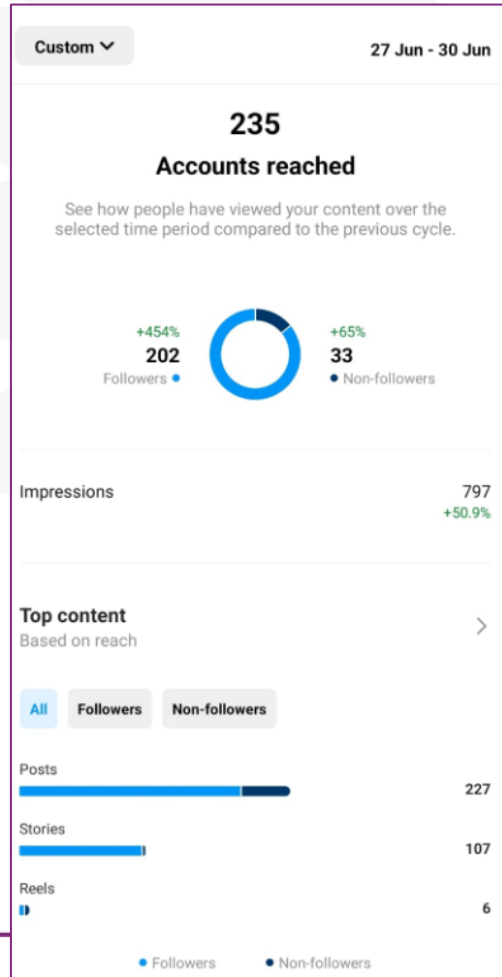 Custom
27 Jun - 30 Jun
235
Accounts reached
See how people have viewed your content over the
selected time period compared to the previous cycle.
+454%
202
Followers
+65%
33
Non-followers
Impressions
797
+50.9%
Top content
Based on reach
All Followers Non-followers
Posts
227
Stories
107
Reels
6
Followers Non-followers